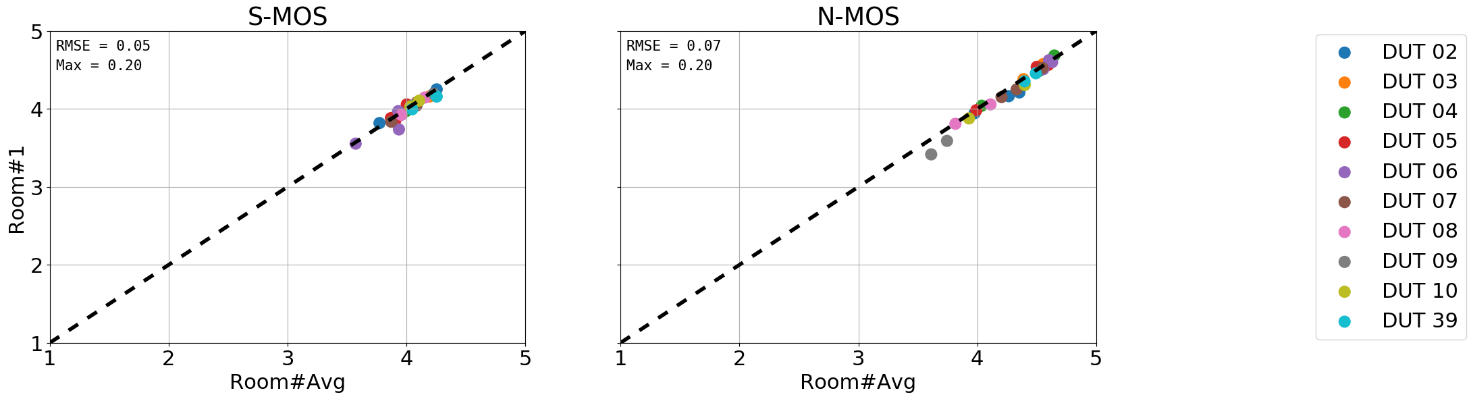 S-MOS
N-MOS
RMSE = 0.05
Max = 0.20
RMSE = 0.07
Max = 0.20
5
4
3
2
1
Room#1
1 2 3 4 5
Room#Avg
1 2 3 4 5
Room#Avg
DUT 02
DUT 03
DUT 04
DUT 05
DUT 06
DUT 07
DUT 08
DUT 09
DUT 10
DUT 39